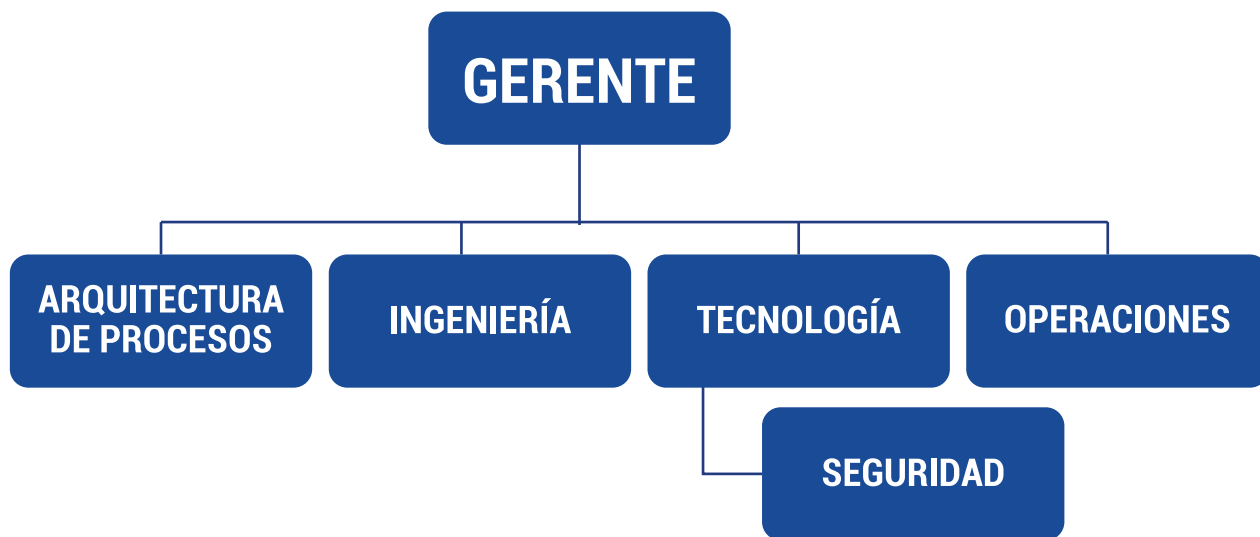 GERENTE
ARQUITECTURA
DE PROCESOS
INGENIERÍA
TECNOLOGÍA
OPERACIONES
SEGURIDAD